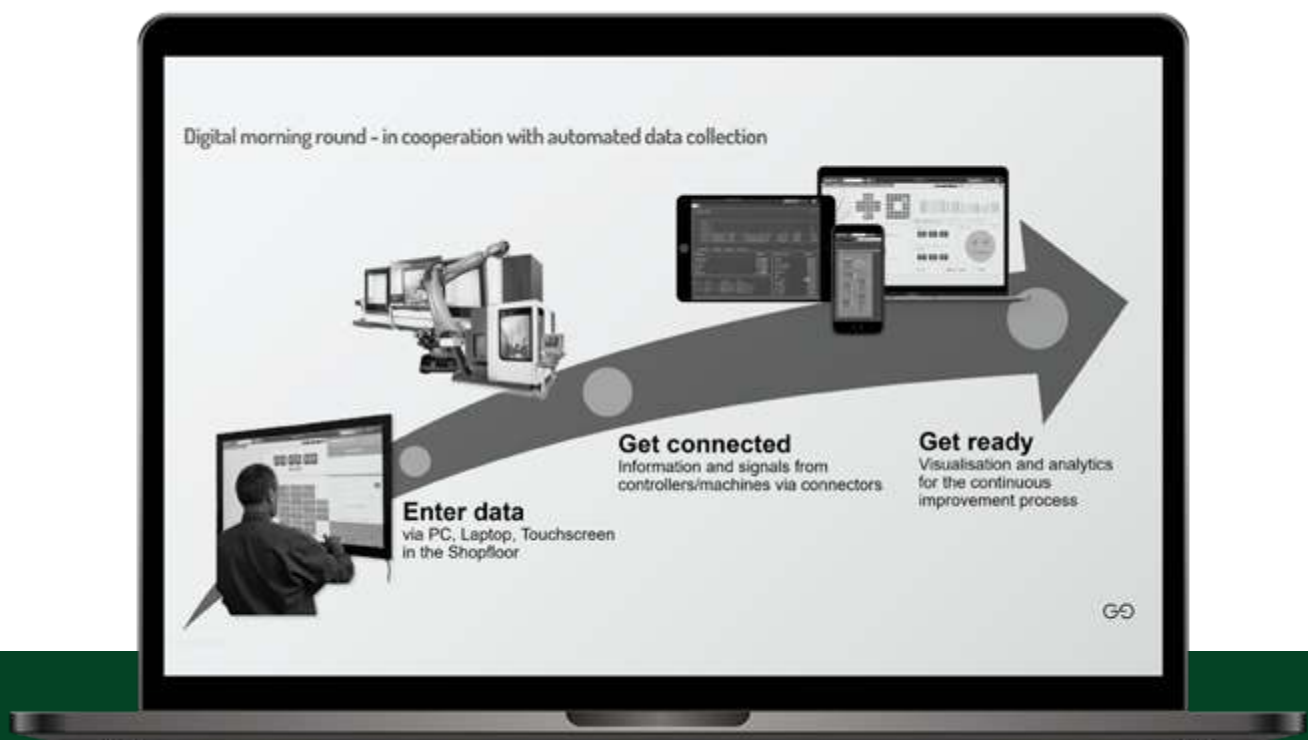 Digital morning round - in cooperation with automated data collection
Get connected
Information and signals from
controllers/machines via connectors
Get ready
Visualisation and analytics
for the continuous
improvement process
Enter data
via PC, Laptop, Touchscreen
in the Shopfloor